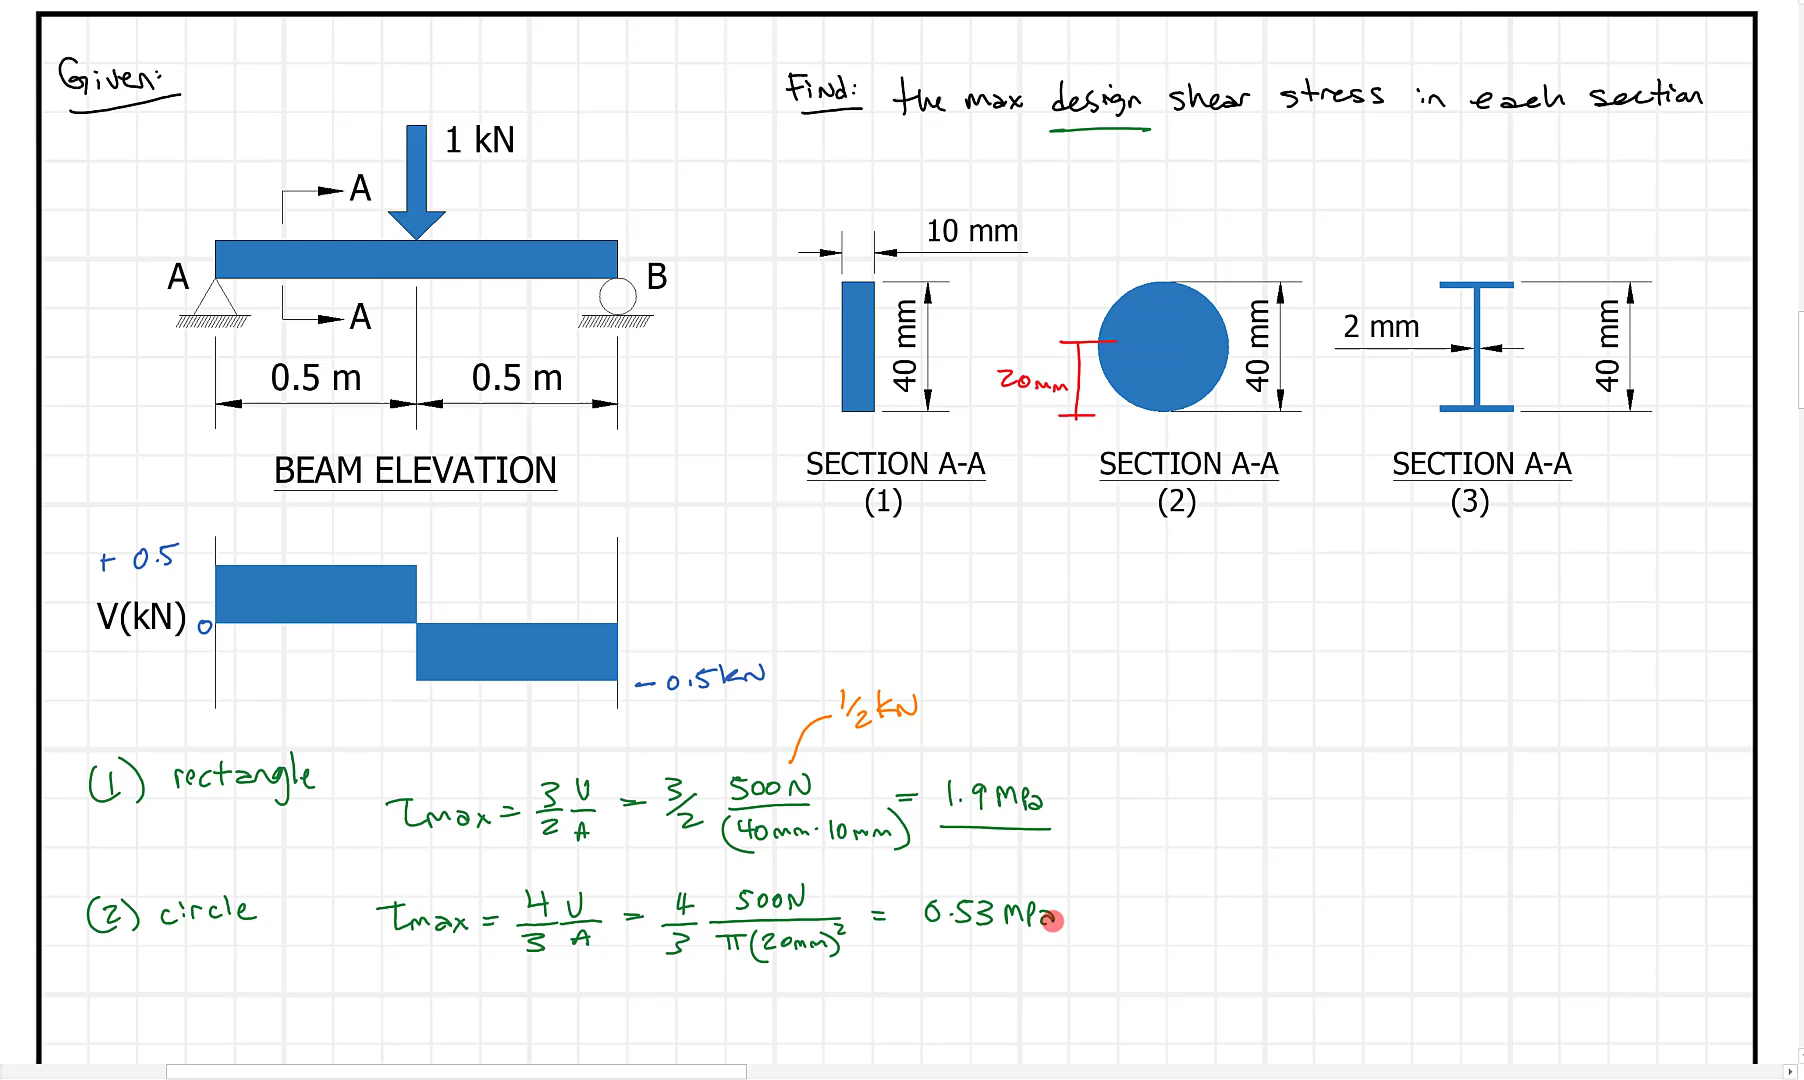 Given:
Find: the max design shear stress in each section
1 kN
A
A
A
B
0.5 m
0.5 m
BEAM ELEVATION
10 mm
40 mm
SECTION A-A
(1)
20mm
40 mm
SECTION A-A
(2)
2 mm
40 mm
SECTION A-A
(3)
+ 0.5
V(kN)
0
- 0.5kN
1/2 kN
(1) rectangle τmax = 3/2 V/A = 3/2 500N/(40mm·10mm) = 1.9 MPa
(2) circle τmax = 4/3 V/A = 4/3 500N/π(20mm)² = 0.53 MPa